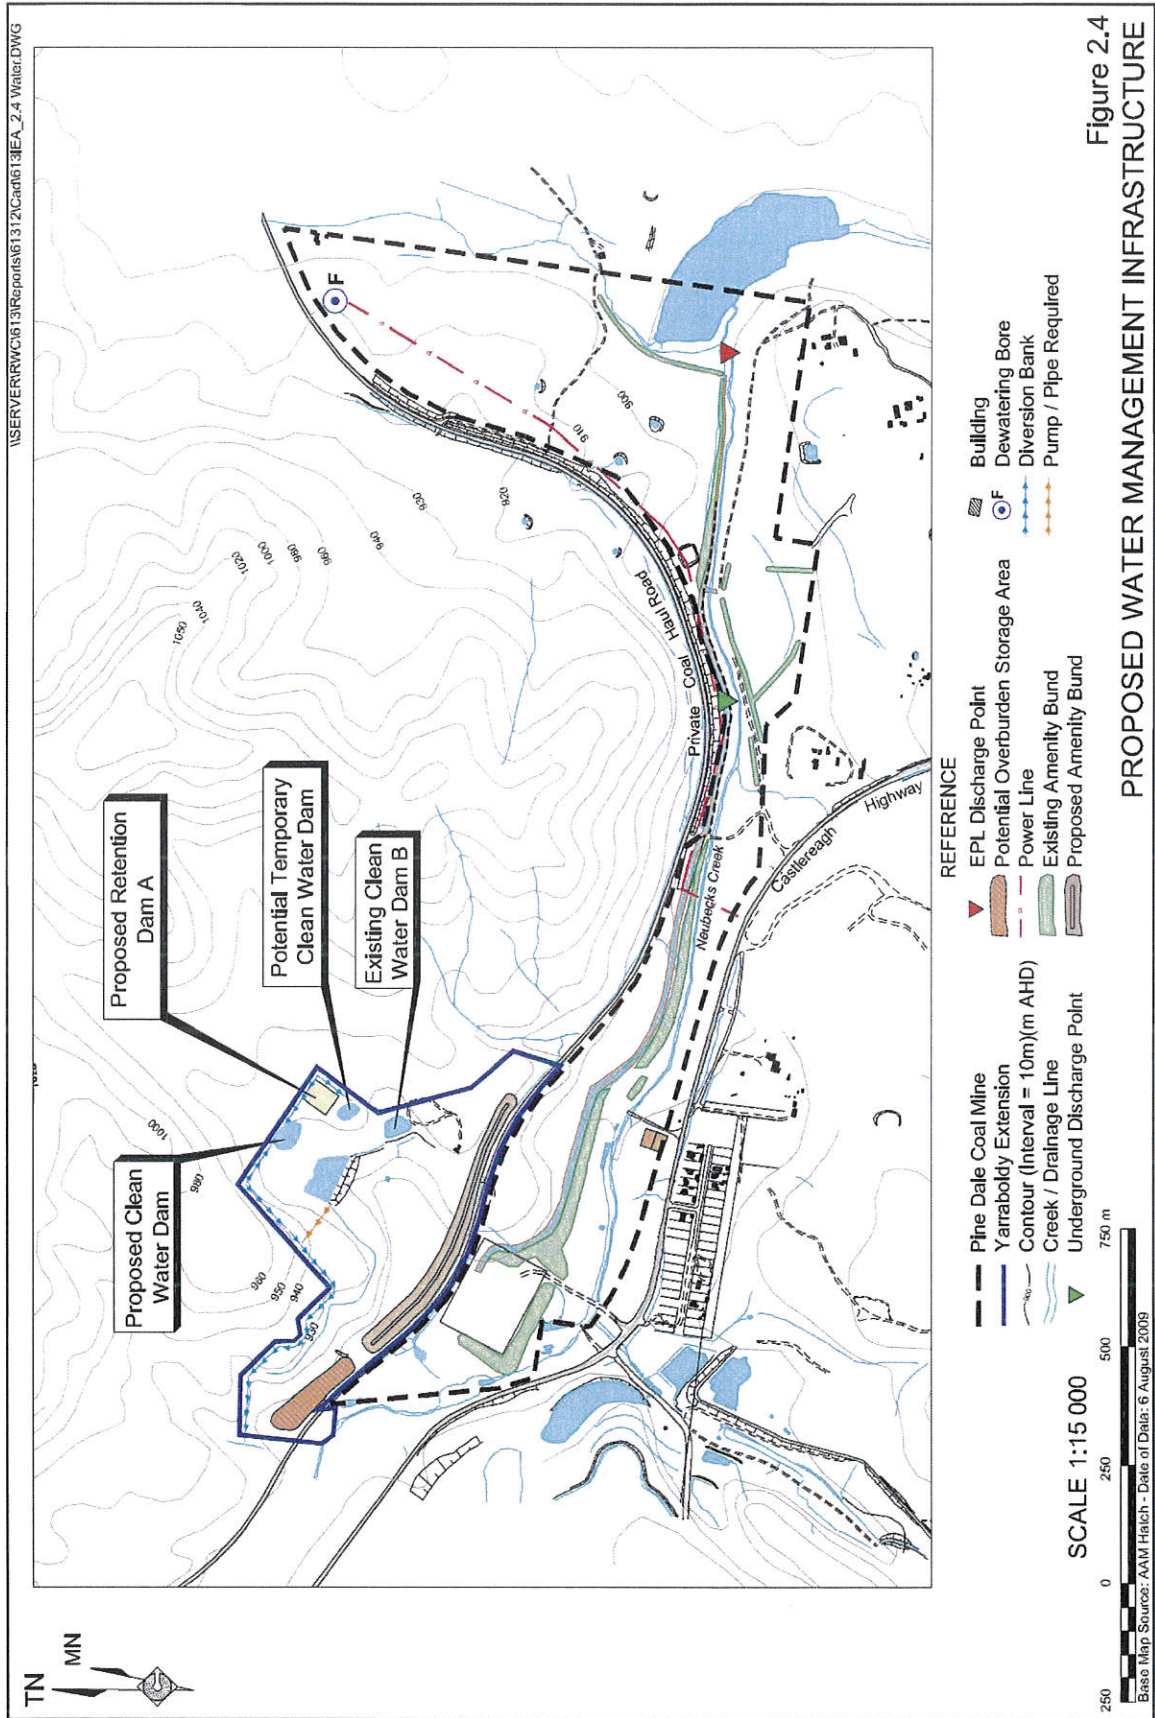 \\SERVER\RWC\613\Reports\61312\Cad\613\EA_2.4 Water.DWG
TN
MN
Proposed Clean
Water Dam
Proposed Retention
Dam A
Potential Temporary
Clean Water Dam
Existing Clean
Water Dam B
F
1000
980
960
950
940
930
1050
1040
1020
1000
980
960
940
930
920
910
900
Private Coal Haul Road
Neubecks Creek
Castlereagh Highway
REFERENCE
Pine Dale Coal Mine
Yarraboldy Extension
Contour (Interval = 10m)(m AHD)
Creek / Drainage Line
Underground Discharge Point
EPL Discharge Point
Potential Overburden Storage Area
Power Line
Existing Amenity Bund
Proposed Amenity Bund
Building
F Dewatering Bore
Diversion Bank
Pump / Pipe Required
SCALE 1:15 000
250 0 250 500 750 m
Base Map Source: AAM Hatch - Date of Data: 6 August 2009
Figure 2.4
PROPOSED WATER MANAGEMENT INFRASTRUCTURE